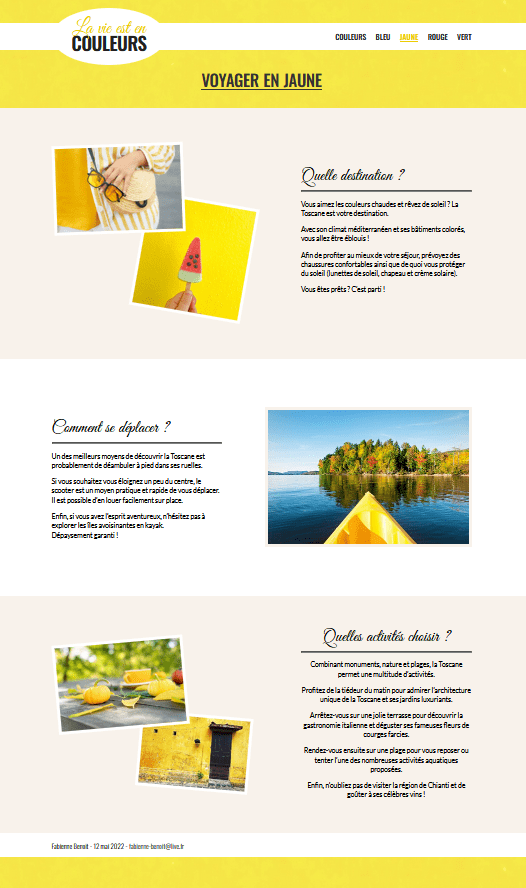 La vie est en
COULEURS
COULEURS BLEU JAUNE ROUGE VERT
VOYAGER EN JAUNE
Quelle destination ?
Vous aimez les couleurs chaudes et rêvez de soleil ? La
Toscane est votre destination.
Avec son climat méditerranéen et ses bâtiments colorés,
vous allez être éblouis !
Afin de profiter au mieux de votre séjour, prévoyez des
chaussures confortables ainsi que de quoi vous protéger
du soleil (lunettes de soleil, chapeau et crème solaire).
Vous êtes prêts ? C'est parti !
Comment se déplacer ?
Un des meilleurs moyens de découvrir la Toscane est
probablement de déambuler à pied dans ses ruelles.
Si vous souhaitez vous éloignez un peu du centre, le
scooter est un moyen pratique et rapide de vous déplacer.
Il est possible d'en louer facilement sur place.
Enfin, si vous avez l'esprit aventureux, n'hésitez pas à
explorer les îles avoisinantes en kayak.
Dépaysement garanti !
Quelles activités choisir ?
Combinant monuments, nature et plages, la Toscane
permet une multitude d'activités.
Profitez de la tiédeur du matin pour admirer l'architecture
unique de la Toscane et ses jardins luxuriants.
Arrêtez-vous sur une jolie terrasse pour découvrir la
gastronomie italienne et déguster ses fameuses fleurs de
courges farcies.
Rendez-vous ensuite sur une plage pour vous reposer ou
tenter l'une des nombreuses activités aquatiques
proposées.
Enfin, n'oubliez pas de visiter la région de Chianti et de
goûter à ses célèbres vins !
Fabienne Benoit - 12 mai 2022 - fabienne-benoit@live.fr